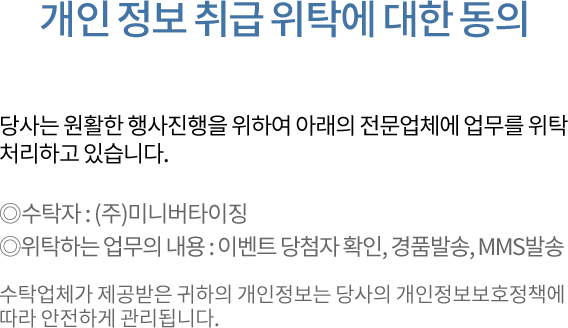 개인 정보 취급 위탁에 대한 동의
당사는 원활한 행사진행을 위하여 아래의 전문업체에 업무를 위탁
처리하고 있습니다.
◎수탁자 : (주)미니버타이징
◎위탁하는 업무의 내용 : 이벤트 당첨자 확인, 경품발송, MMS발송
수탁업체가 제공받은 귀하의 개인정보는 당사의 개인정보보호정책에
따라 안전하게 관리됩니다.